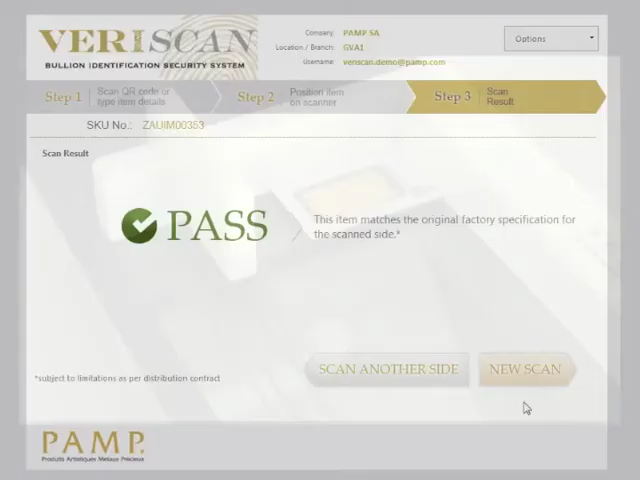 VERISCAN
BULLION IDENTIFICATION SECURITY SYSTEM
Company: PAMP SA
Location / Branch: GVA1
Username: veriscan.demo@pamp.com
Options
Step 1 Scan QR code or type item details
Step 2 Position item on scanner
Step 3 Scan Result
SKU No.: ZAUIM00353
Scan Result
PASS
This item matches the original factory specification for
the scanned side.*
SCAN ANOTHER SIDE
NEW SCAN
*subject to limitations as per distribution contract
PAMP.
Produits Artistiques Métaux Précieux